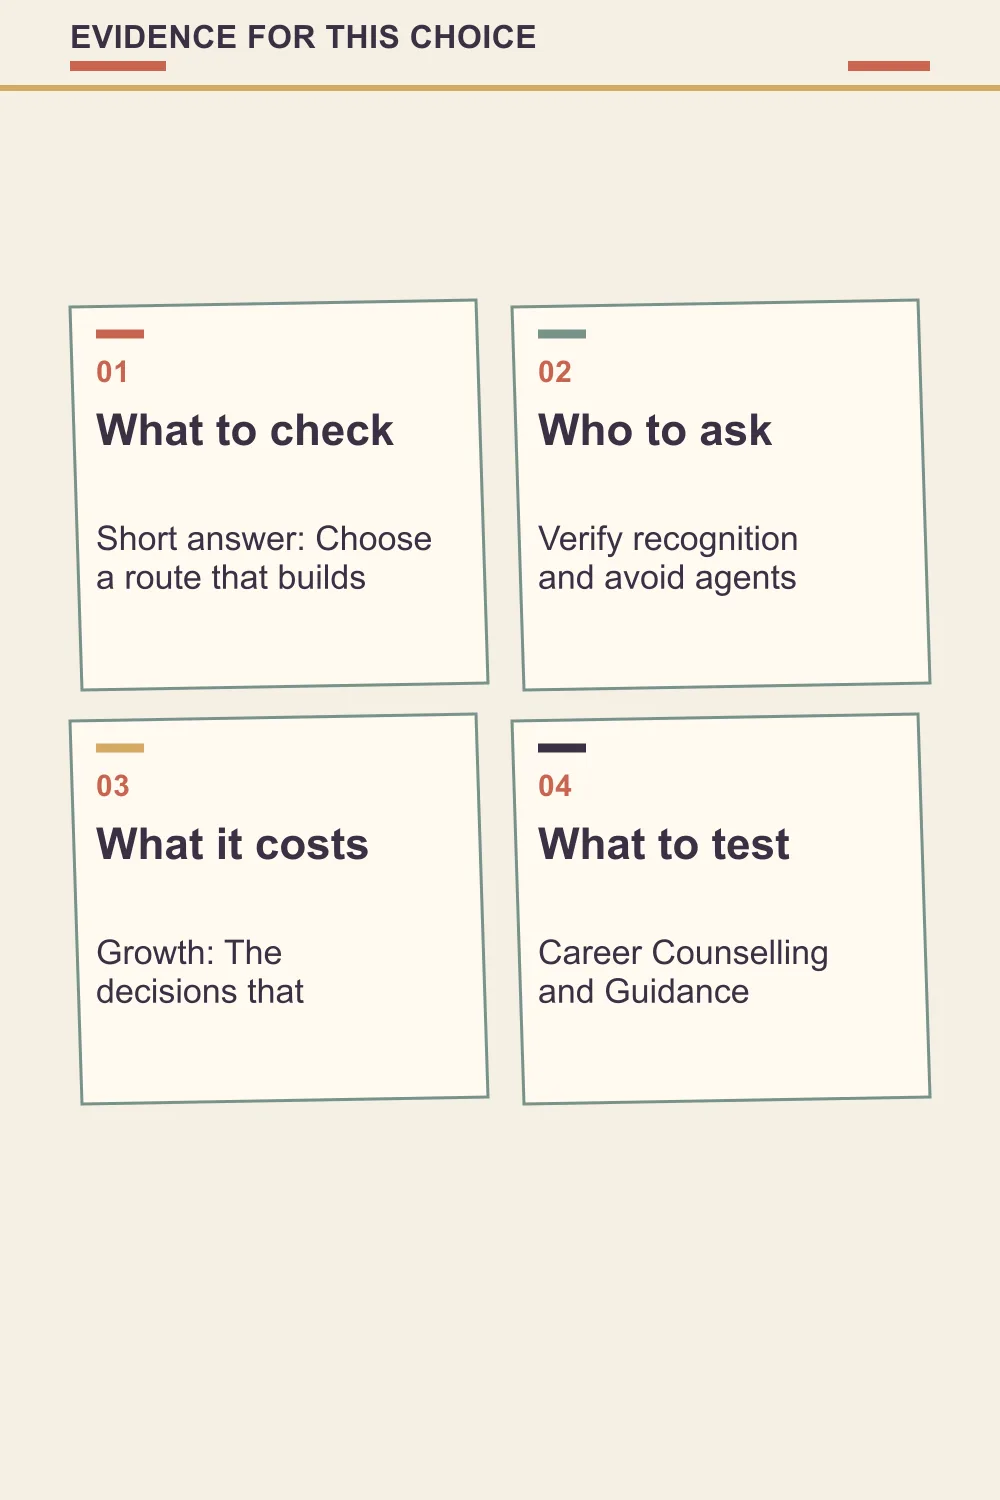 EVIDENCE FOR THIS CHOICE
01
What to check
Short answer: Choose
a route that builds
02
Who to ask
Verify recognition
and avoid agents
03
What it costs
Growth: The
decisions that
04
What to test
Career Counselling
and Guidance